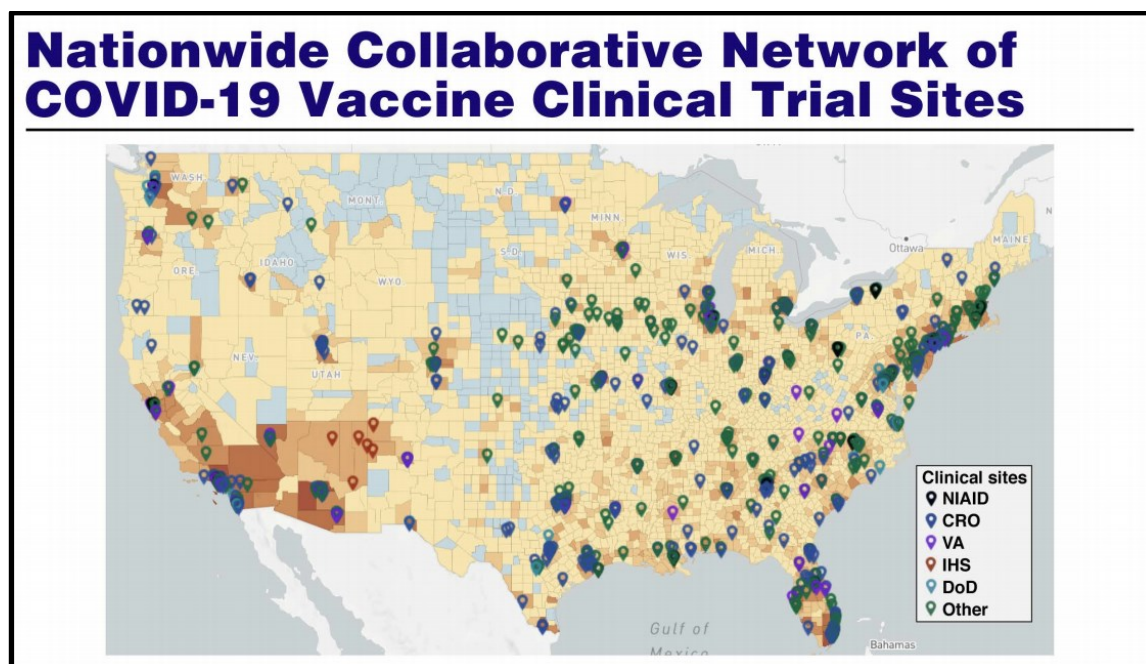 Nationwide Collaborative Network of
COVID-19 Vaccine Clinical Trial Sites
WASH.
MONT.
N.D.
MINN.
Ottawa
MAINE
N
ORE.
IDAHO
S.D.
WIS.
MICH.
WYO.
NEV.
UTAH
PA.
Clinical sites
NIAID
CRO
VA
IHS
DoD
Other
Gulf of
Mexico
Bahamas